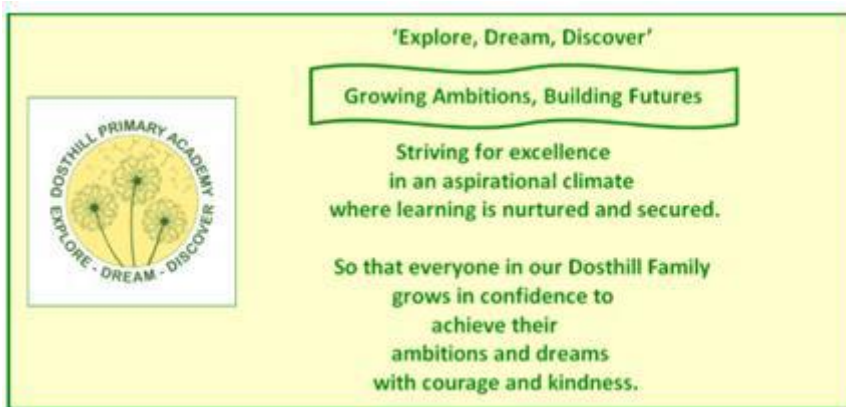 ‘Explore, Dream, Discover’
Growing Ambitions, Building Futures
DOSTHILL PRIMARY ACADEMY
EXPLORE - DREAM - DISCOVER
Striving for excellence
in an aspirational climate
where learning is nurtured and secured.
So that everyone in our Dosthill Family
grows in confidence to
achieve their
ambitions and dreams
with courage and kindness.